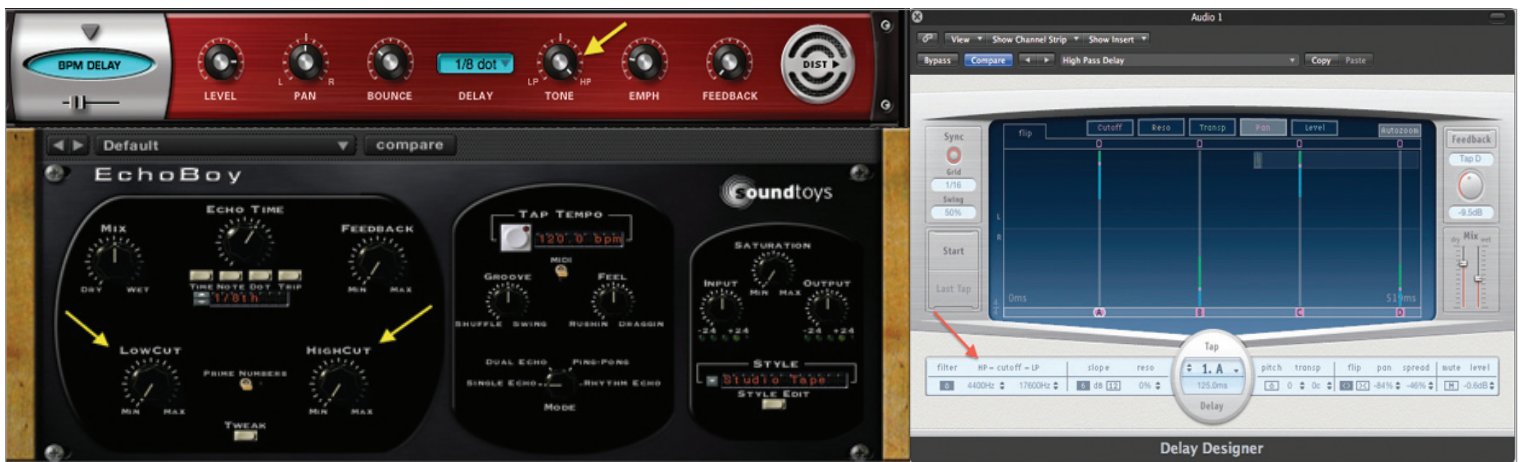 BPM DELAY
1/8 dot
DIST
L R
LP HP
LEVEL PAN BOUNCE DELAY TONE EMPH FEEDBACK
Default compare
EchoBoy
soundtoys
Mix
Echo Time
Feedback
Dry Wet
Time Note Dot Trip
1/8th
Min Max
LowCut
HighCut
Prime Numbers
Min Max
Min Max
Tweak
Tap Tempo
120.0 bpm
MIDI
Groove Feel
Shuffle Swing Rushin Draggin
Dual Echo Ping-Pong
Single Echo Rhythm Echo
Mode
Saturation
Input Output
Min Max
-24 +24 -24 +24
Style
Studio Tape
Style Edit
Audio 1
View Show Channel Strip Show Insert
Bypass Compare High Pass Delay Copy Paste
Sync
Grid
1/16
Swing
50%
Start
Last Tap
flip Cutoff Reso Transp Pan Level Autozoom
L
R
0ms 519ms
A B C D
Feedback
Tap D
-9.5dB
Mix
dry wet
Tap
1. A
125.0ms
Delay
filter HP - cutoff - LP slope reso pitch transp flip pan spread mute level
4400Hz 17600Hz 6 dB 12 0% 0 0c -84% -46% M -0.6dB
Delay Designer